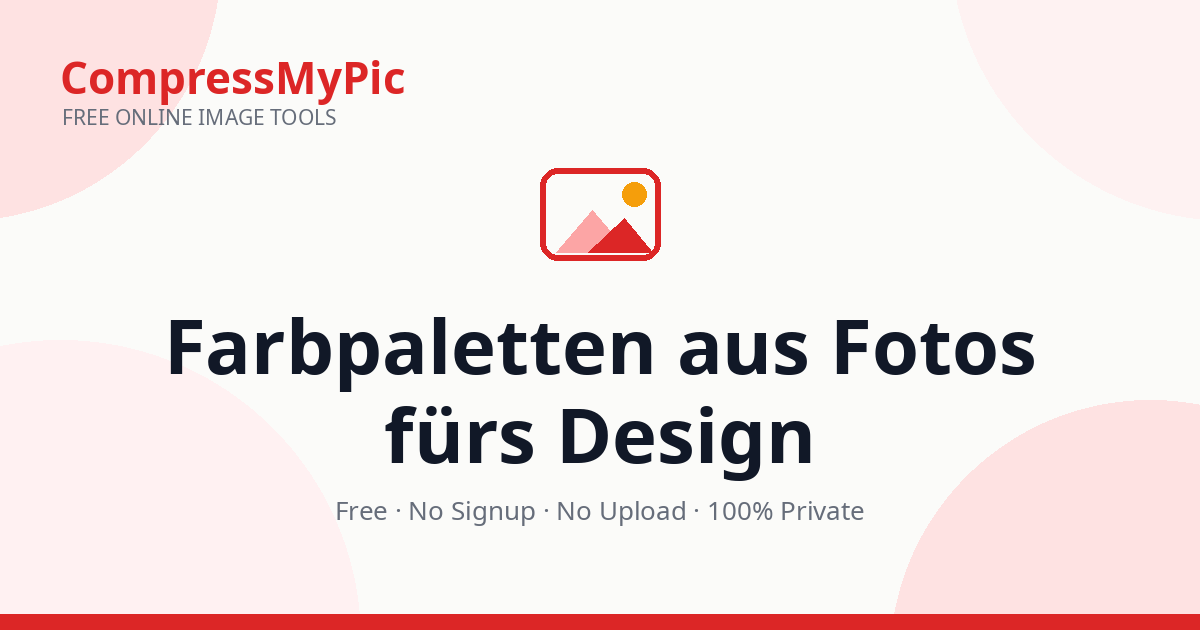 CompressMyPic
FREE ONLINE IMAGE TOOLS
Farbpaletten aus Fotos
fürs Design
Free · No Signup · No Upload · 100% Private